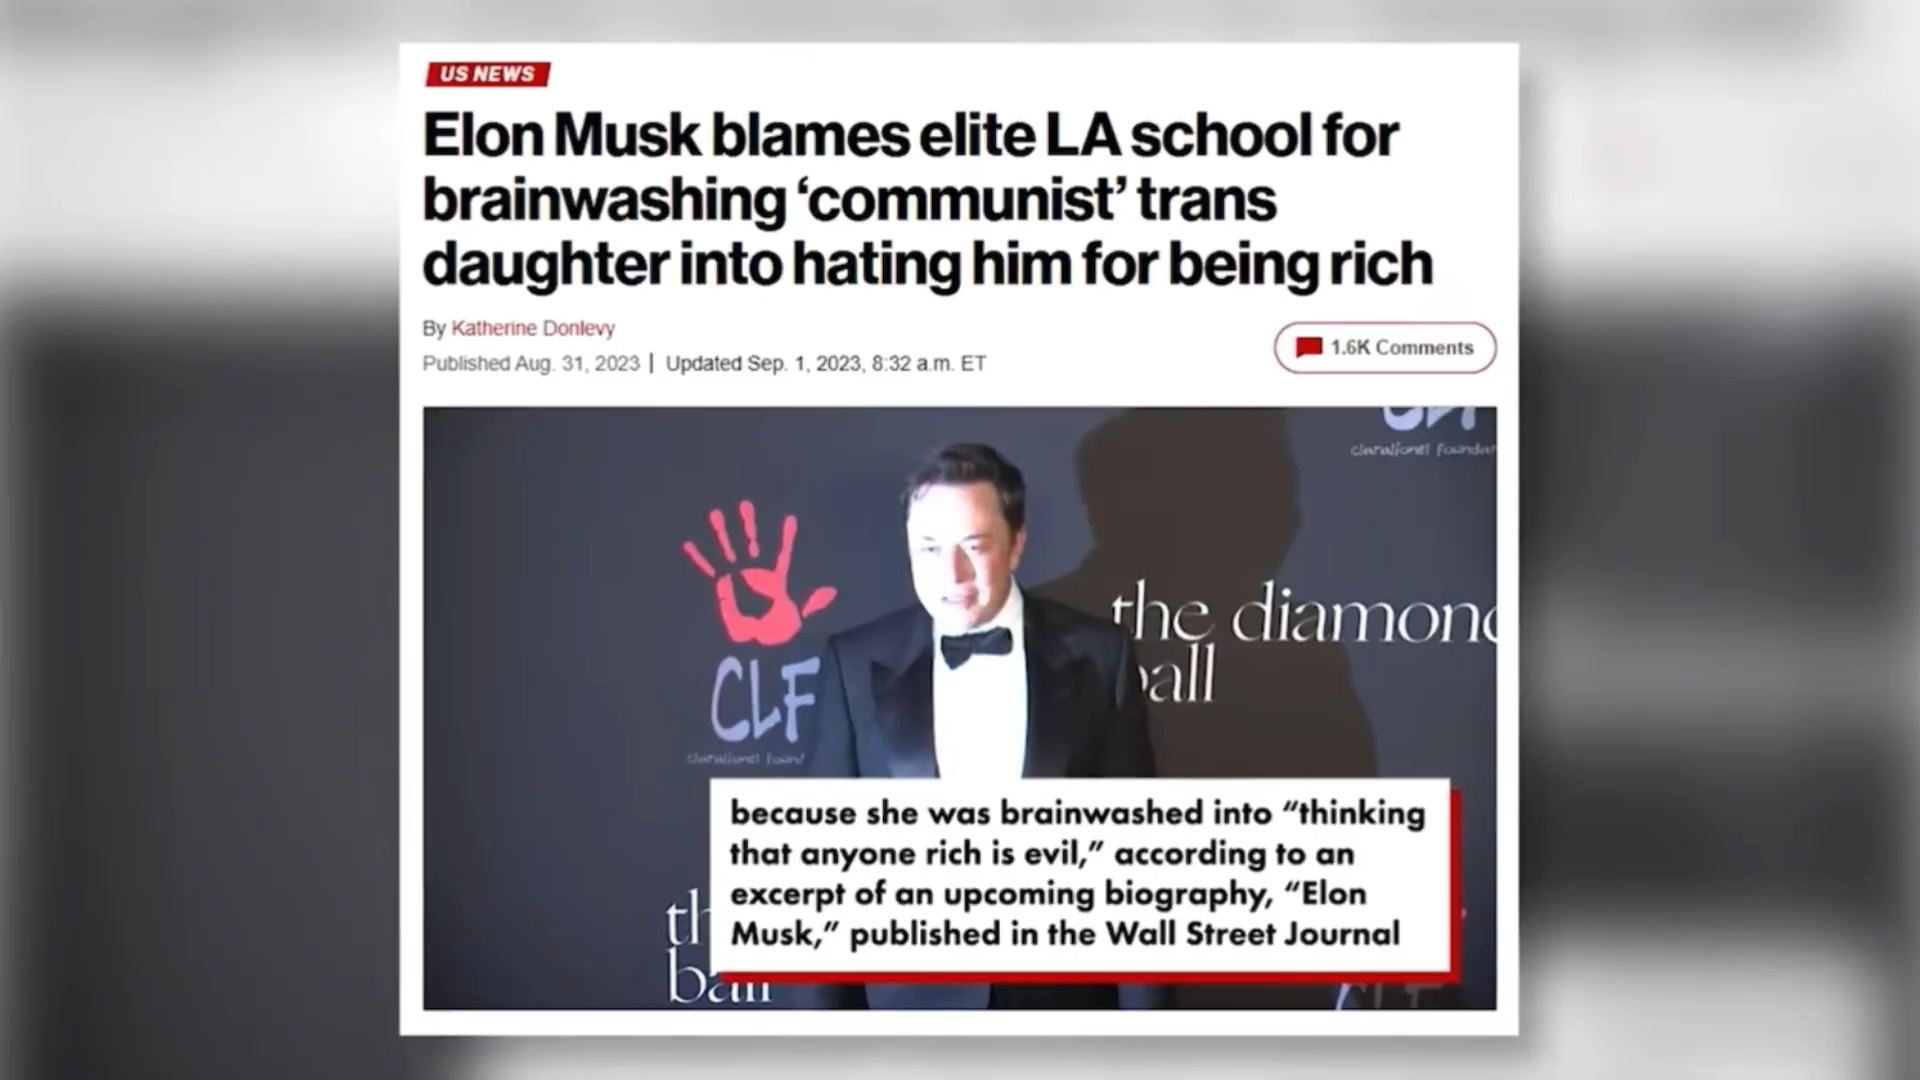 US NEWS
Elon Musk blames elite LA school for
brainwashing ‘communist’ trans
daughter into hating him for being rich
By Katherine Donlevy
Published Aug. 31, 2023 | Updated Sep. 1, 2023, 8:32 a.m. ET
1.6K Comments
CLF
the diamond
ball
CLF
because she was brainwashed into “thinking
that anyone rich is evil,” according to an
excerpt of an upcoming biography, “Elon
Musk,” published in the Wall Street Journal
ball
CLF